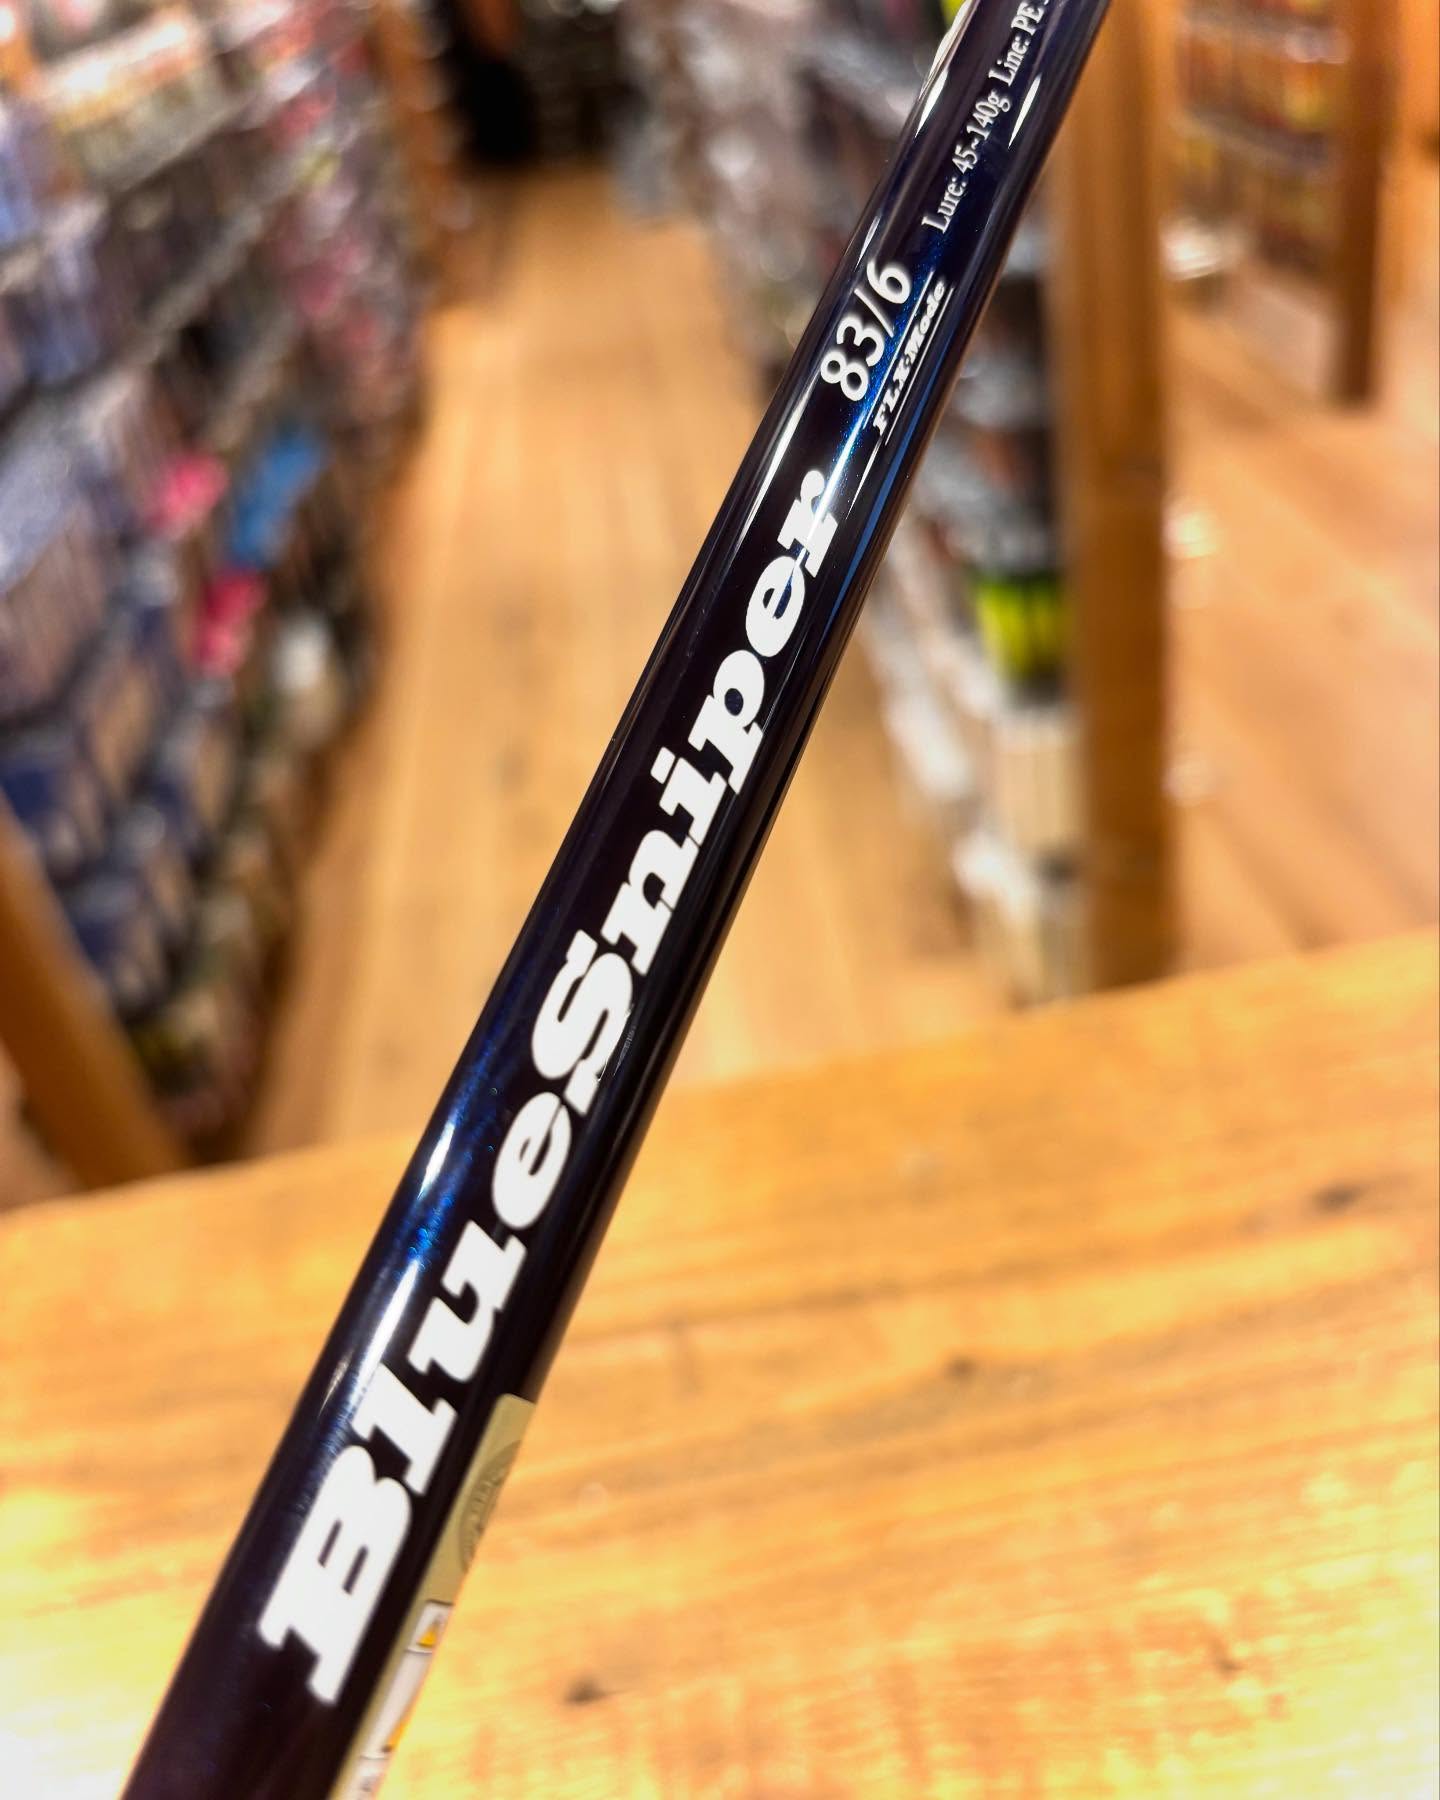 BlueSniper 83/6
FLX-Mode
Lure: 45~140g Line: PE